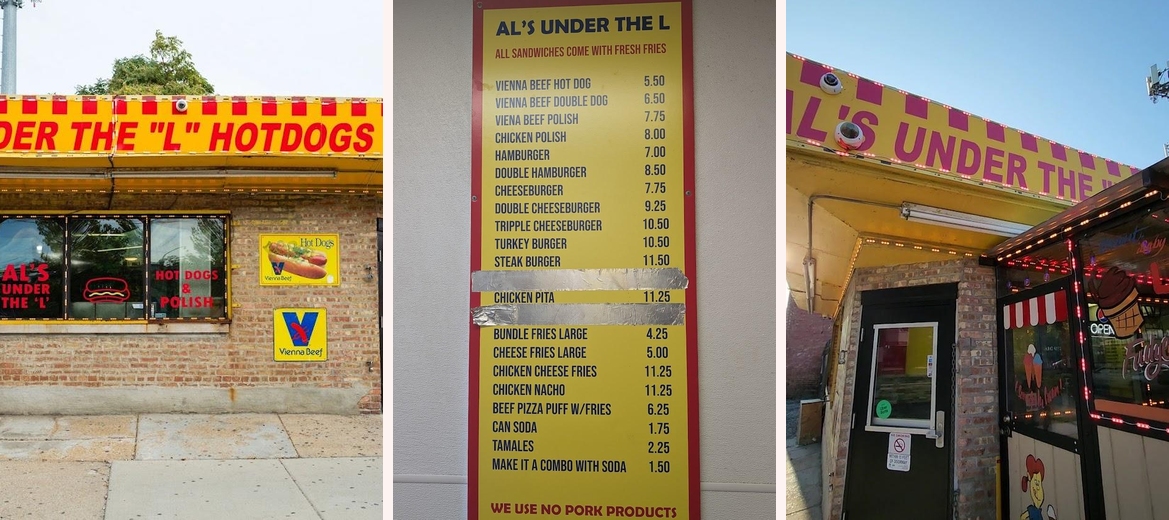 DER THE "L" HOTDOGS
AL'S
UNDER
THE 'L'
HOT DOGS
&
POLISH
Hot Dogs
Vienna Beef
V
Vienna Beef
AL'S UNDER THE L
ALL SANDWICHES COME WITH FRESH FRIES
VIENNA BEEF HOT DOG 5.50
VIENNA BEEF DOUBLE DOG 6.50
VIENA BEEF POLISH 7.75
CHICKEN POLISH 8.00
HAMBURGER 7.00
DOUBLE HAMBURGER 8.50
CHEESEBURGER 7.75
DOUBLE CHEESEBURGER 9.25
TRIPPLE CHEESEBURGER 10.50
TURKEY BURGER 10.50
STEAK BURGER 11.50
CHICKEN PITA 11.25
BUNDLE FRIES LARGE 4.25
CHEESE FRIES LARGE 5.00
CHICKEN CHEESE FRIES 11.25
CHICKEN NACHO 11.25
BEEF PIZZA PUFF W/FRIES 6.25
CAN SODA 1.75
TAMALES 2.25
MAKE IT A COMBO WITH SODA 1.50
WE USE NO PORK PRODUCTS
AL'S UNDER THE "
OPEN